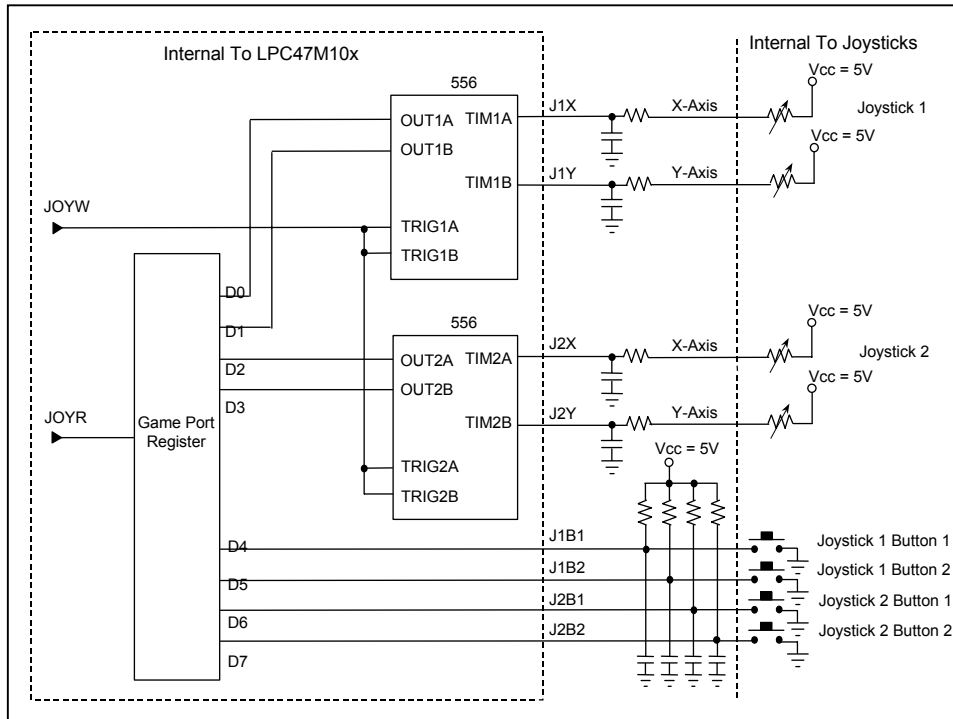 Internal To LPC47M10x
Internal To Joysticks
Vcc = 5V
556
J1X
X-Axis
Joystick 1
OUT1A
TIM1A
OUT1B
Vcc = 5V
J1Y
Y-Axis
TIM1B
JOYW
TRIG1A
TRIG1B
D0
D1
Vcc = 5V
556
J2X
X-Axis
Joystick 2
OUT2A
TIM2A
D2
OUT2B
Vcc = 5V
D3
JOYR
Game Port
Register
J2Y
Y-Axis
TIM2B
Vcc = 5V
TRIG2A
TRIG2B
D4
J1B1
Joystick 1 Button 1
D5
J1B2
Joystick 1 Button 2
D6
J2B1
Joystick 2 Button 1
J2B2
Joystick 2 Button 2
D7